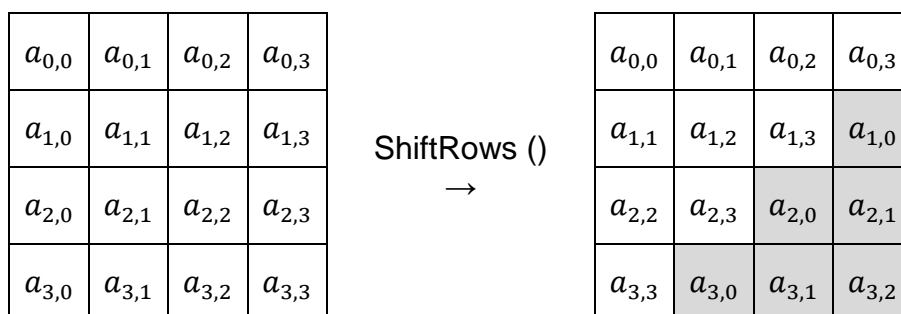 a0,0 a0,1 a0,2 a0,3
a1,0 a1,1 a1,2 a1,3
a2,0 a2,1 a2,2 a2,3
a3,0 a3,1 a3,2 a3,3
ShiftRows ()
→
a0,0 a0,1 a0,2 a0,3
a1,1 a1,2 a1,3 a1,0
a2,2 a2,3 a2,0 a2,1
a3,3 a3,0 a3,1 a3,2